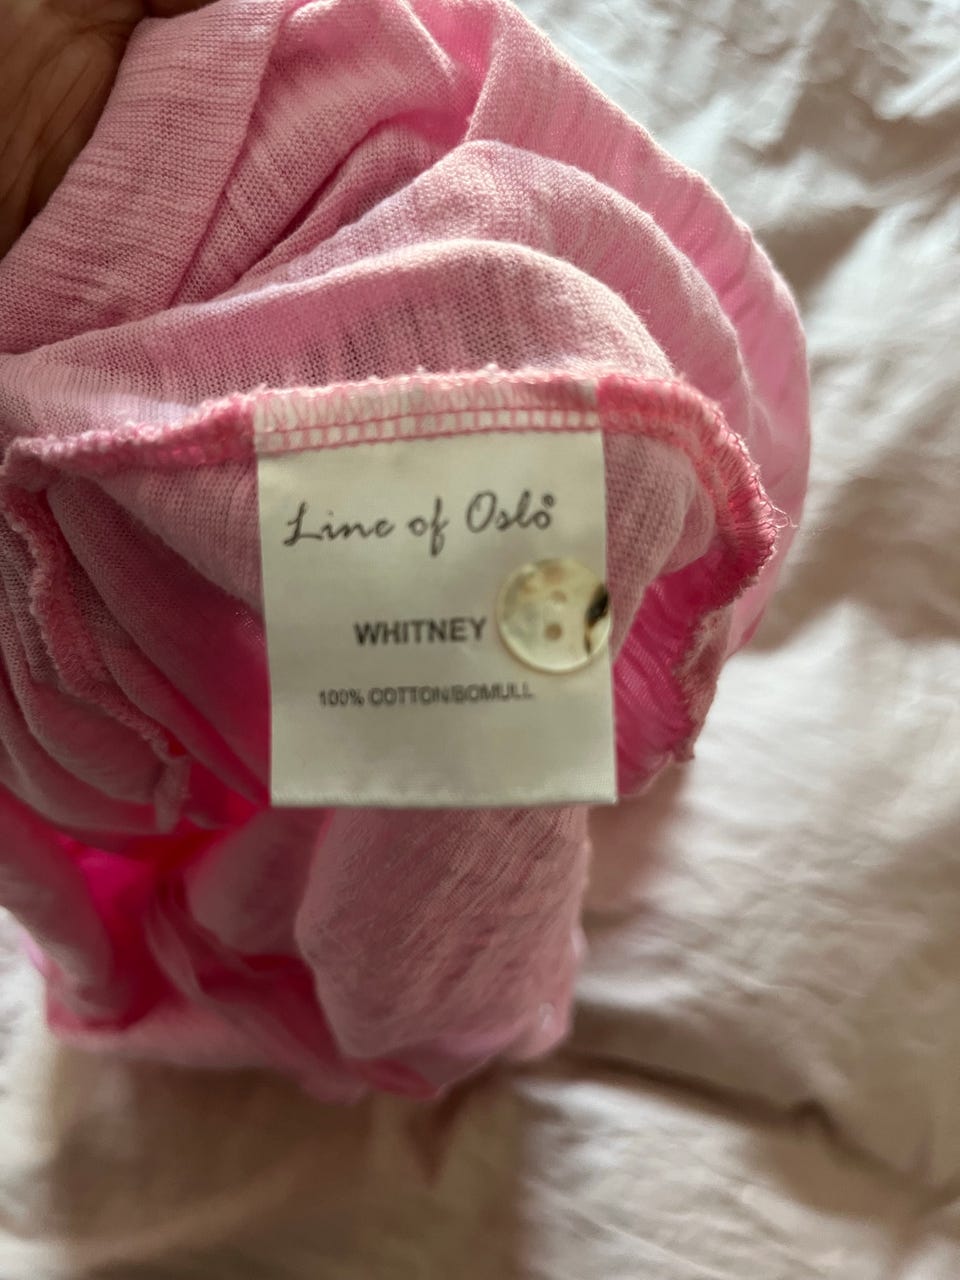 Line of Oslo
WHITNEY
100% COTTON/BOMULL